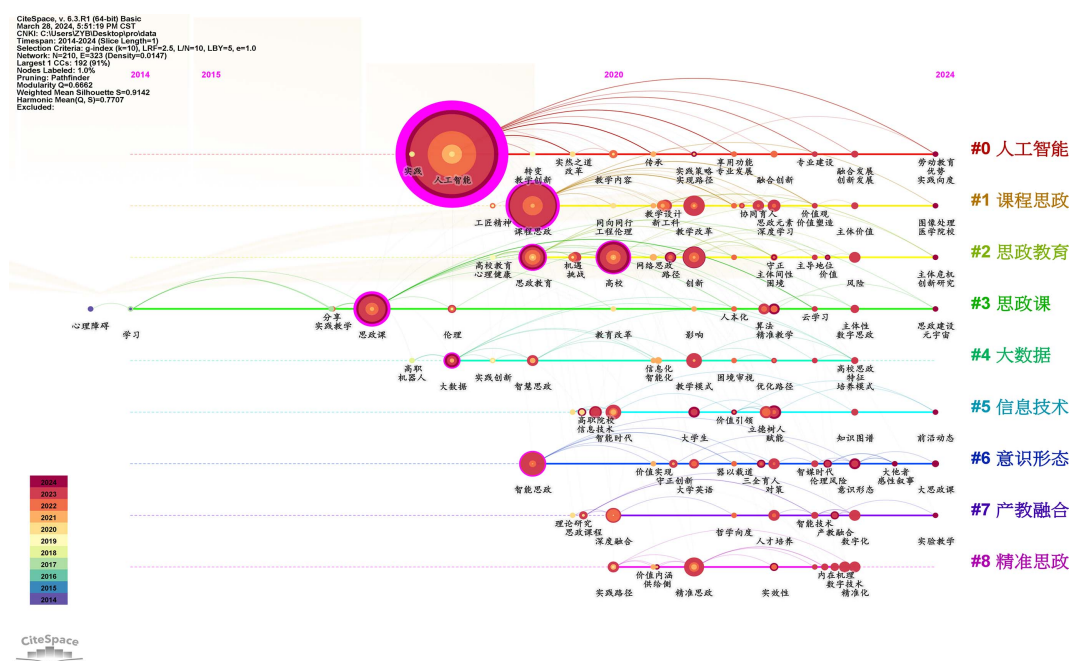 CiteSpace, v. 6.3.R1 (64-bit) Basic
March 28, 2024, 5:51:19 PM CST
CNKI: C:\Users\ZYB\Desktop\pro\data
Timespan: 2014-2024 (Slice Length=1)
Selection Criteria: g-index (k=10), LRF=2.5, L/N=10, LBY=5, e=1.0
Network: N=210, E=323 (Density=0.0147)
Largest 1 CCs: 192 (91%)
Nodes Labeled: 1.0%
Pruning: Pathfinder
Modularity Q=0.6662
Weighted Mean Silhouette S=0.9142
Harmonic Mean(Q, S)=0.7707
Excluded:
2014 2015 2020 2024
#0 人工智能
实然之道 传承 享用功能 专业建设 劳动教育
实践 转变 改革 实践策略 专业发展 融合发展 优势
人工智能 教学创新 教学内容 实现路径 融合创新 创新发展 实践向度
#1 课程思政
教学设计 协同育人 价值观
工匠精神 同向同行 新工科 思政元素 价值塑造 图像处理
课程思政 工程伦理 教学改革 深度学习 主体价值 医学院校
#2 思政教育
高校教育 机遇 网络思政 守正 主导地位 主体危机
心理健康 挑战 路径 主体间性 价值 创新研究
思政教育 高校 创新 困境 风险
#3 思政课
分享 人本化 算法 云学习 主体性 思政建设
心理障碍 实践教学 精准教学 数字思政 元宇宙
学习 思政课 伦理 教育改革 影响
#4 大数据
高职 信息化 高校思政
机器人 实践创新 智能化 困境审视 特征
大数据 智慧思政 教学模式 优化路径 培养模式
#5 信息技术
高职院校 价值引领
信息技术 立德树人
智能时代 大学生 赋能 知识图谱 前沿动态
#6 意识形态
价值实现 器以载道 智媒时代 大他者
守正创新 三全育人 伦理风险 感性叙事
智能思政 大学英语 对策 意识形态 大思政课
#7 产教融合
理论研究 智能技术
思政课程 哲学向度 产教融合
深度融合 人才培养 数字化 实验教学
#8 精准思政
价值内涵 内在机理
供给侧 数字技术
实践路径 精准思政 实效性 精准化
2024
2023
2022
2021
2020
2019
2018
2017
2016
2015
2014
CiteSpace